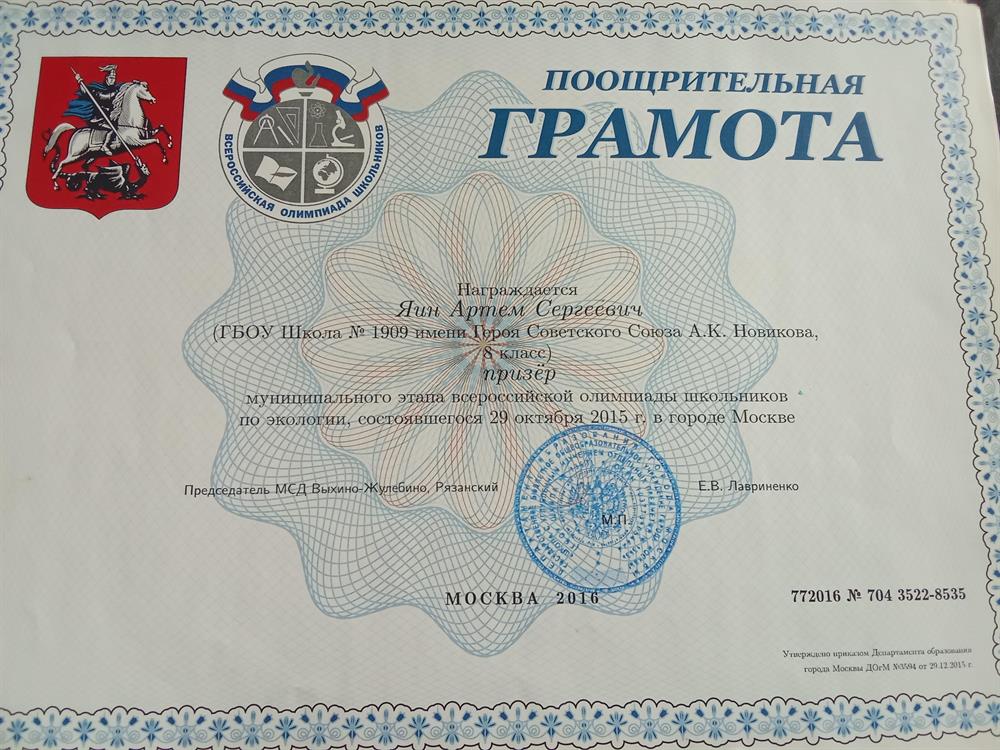 ПООЩРИТЕЛЬНАЯ
ГРАМОТА
ВСЕРОССИЙСКАЯ ОЛИМПИАДА ШКОЛЬНИКОВ
Награждается
Яин Артем Сергеевич
(ГБОУ Школа № 1909 имени Героя Советского Союза А.К. Новикова,
8 класс)
призёр
муниципального этапа всероссийской олимпиады школьников
по экологии, состоявшегося 29 октября 2015 г. в городе Москве
Председатель МСД Выхино-Жулебино, Рязанский
Е.В. Лавриненко
М.П.
МОСКВА 2016
772016 № 704 3522-8535
Утверждено приказом Департамента образования
города Москвы ДОгМ №3594 от 29.12.2015 г.